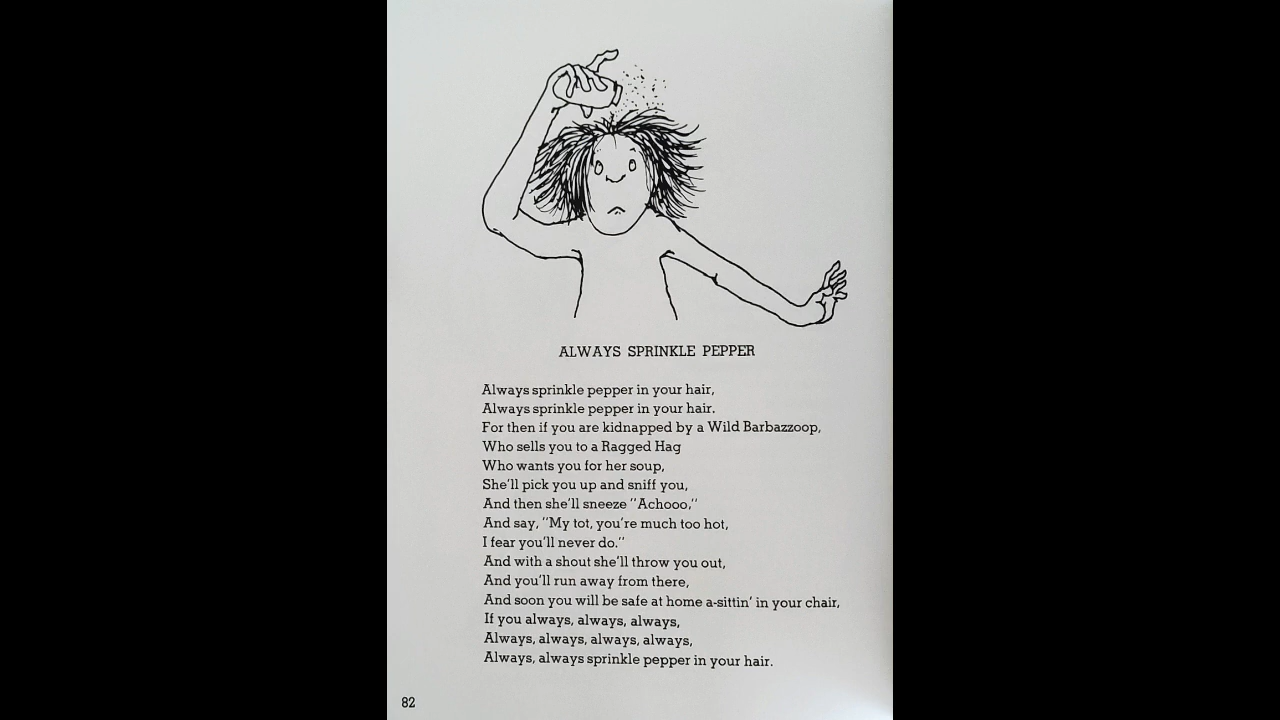 ALWAYS SPRINKLE PEPPER
Always sprinkle pepper in your hair,
Always sprinkle pepper in your hair.
For then if you are kidnapped by a Wild Barbazzoop,
Who sells you to a Ragged Hag
Who wants you for her soup,
She'll pick you up and sniff you,
And then she'll sneeze "Achooo,"
And say, "My tot, you're much too hot,
I fear you'll never do."
And with a shout she'll throw you out,
And you'll run away from there,
And soon you will be safe at home a-sittin' in your chair,
If you always, always, always,
Always, always, always, always,
Always, always sprinkle pepper in your hair.
82